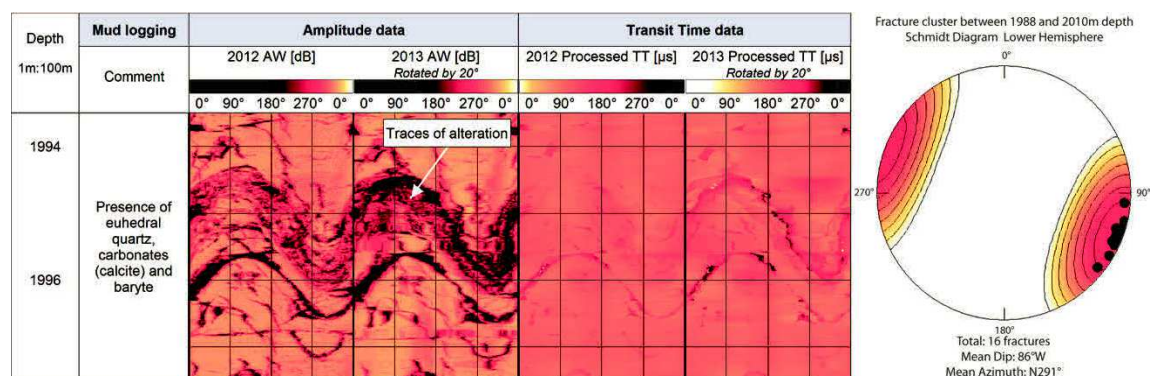 Depth
1m:100m
Mud logging
Comment
Amplitude data
2012 AW [dB]
2013 AW [dB]
Rotated by 20°
0° 90° 180° 270° 0°
0° 90° 180° 270° 0°
Transit Time data
2012 Processed TT [µs]
2013 Processed TT [µs]
Rotated by 20°
0° 90° 180° 270° 0°
0° 90° 180° 270° 0°
1994
1996
Presence of
euhedral
quartz,
carbonates
(calcite) and
baryte
Traces of alteration
Fracture cluster between 1988 and 2010m depth
Schmidt Diagram Lower Hemisphere
0°
270°
90°
180°
Total: 16 fractures
Mean Dip: 86°W
Mean Azimuth: N291°